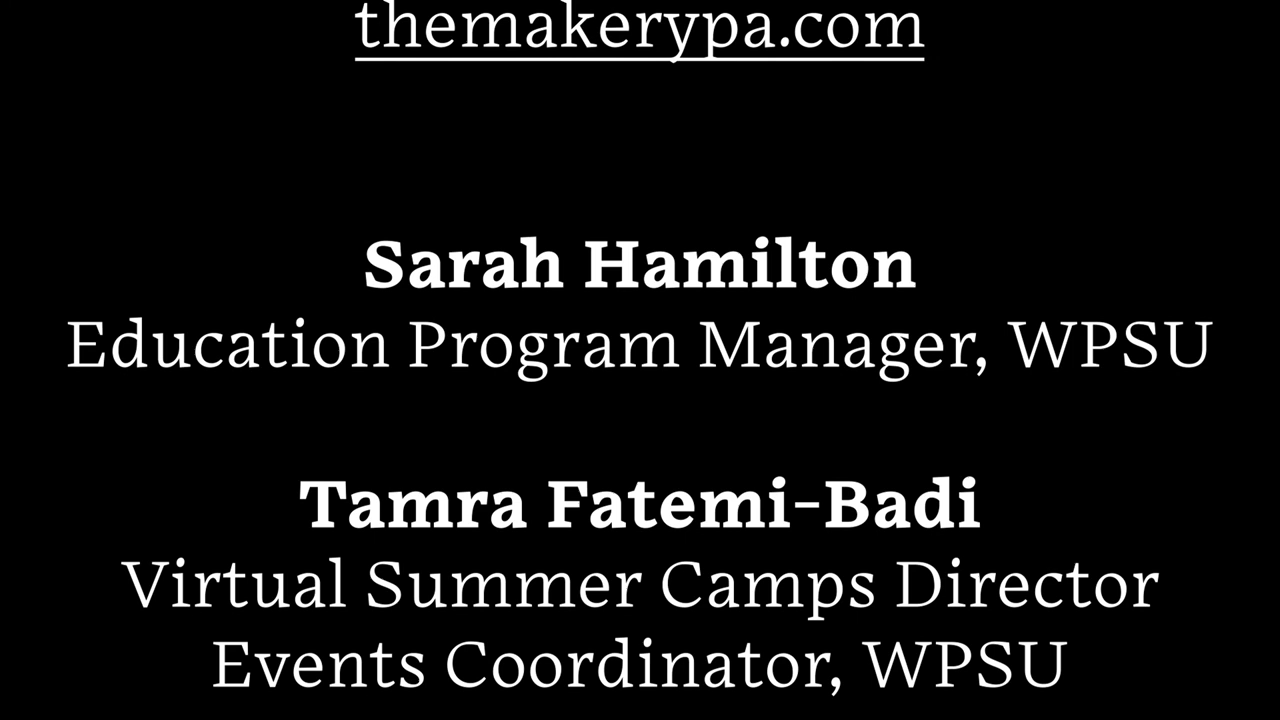 themakerypa.com
Sarah Hamilton
Education Program Manager, WPSU
Tamra Fatemi-Badi
Virtual Summer Camps Director
Events Coordinator, WPSU